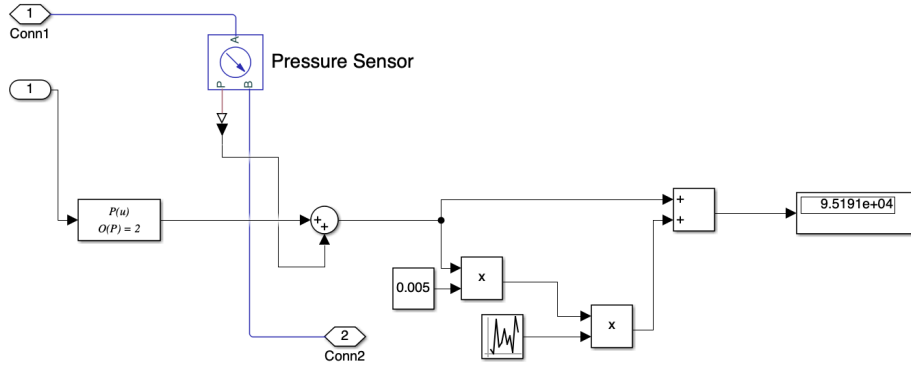 1
Conn1
A
Pressure Sensor
P
B
1
P(u)
O(P) = 2
+
+
+
+
9.5191e+04
0.005
x
x
2
Conn2